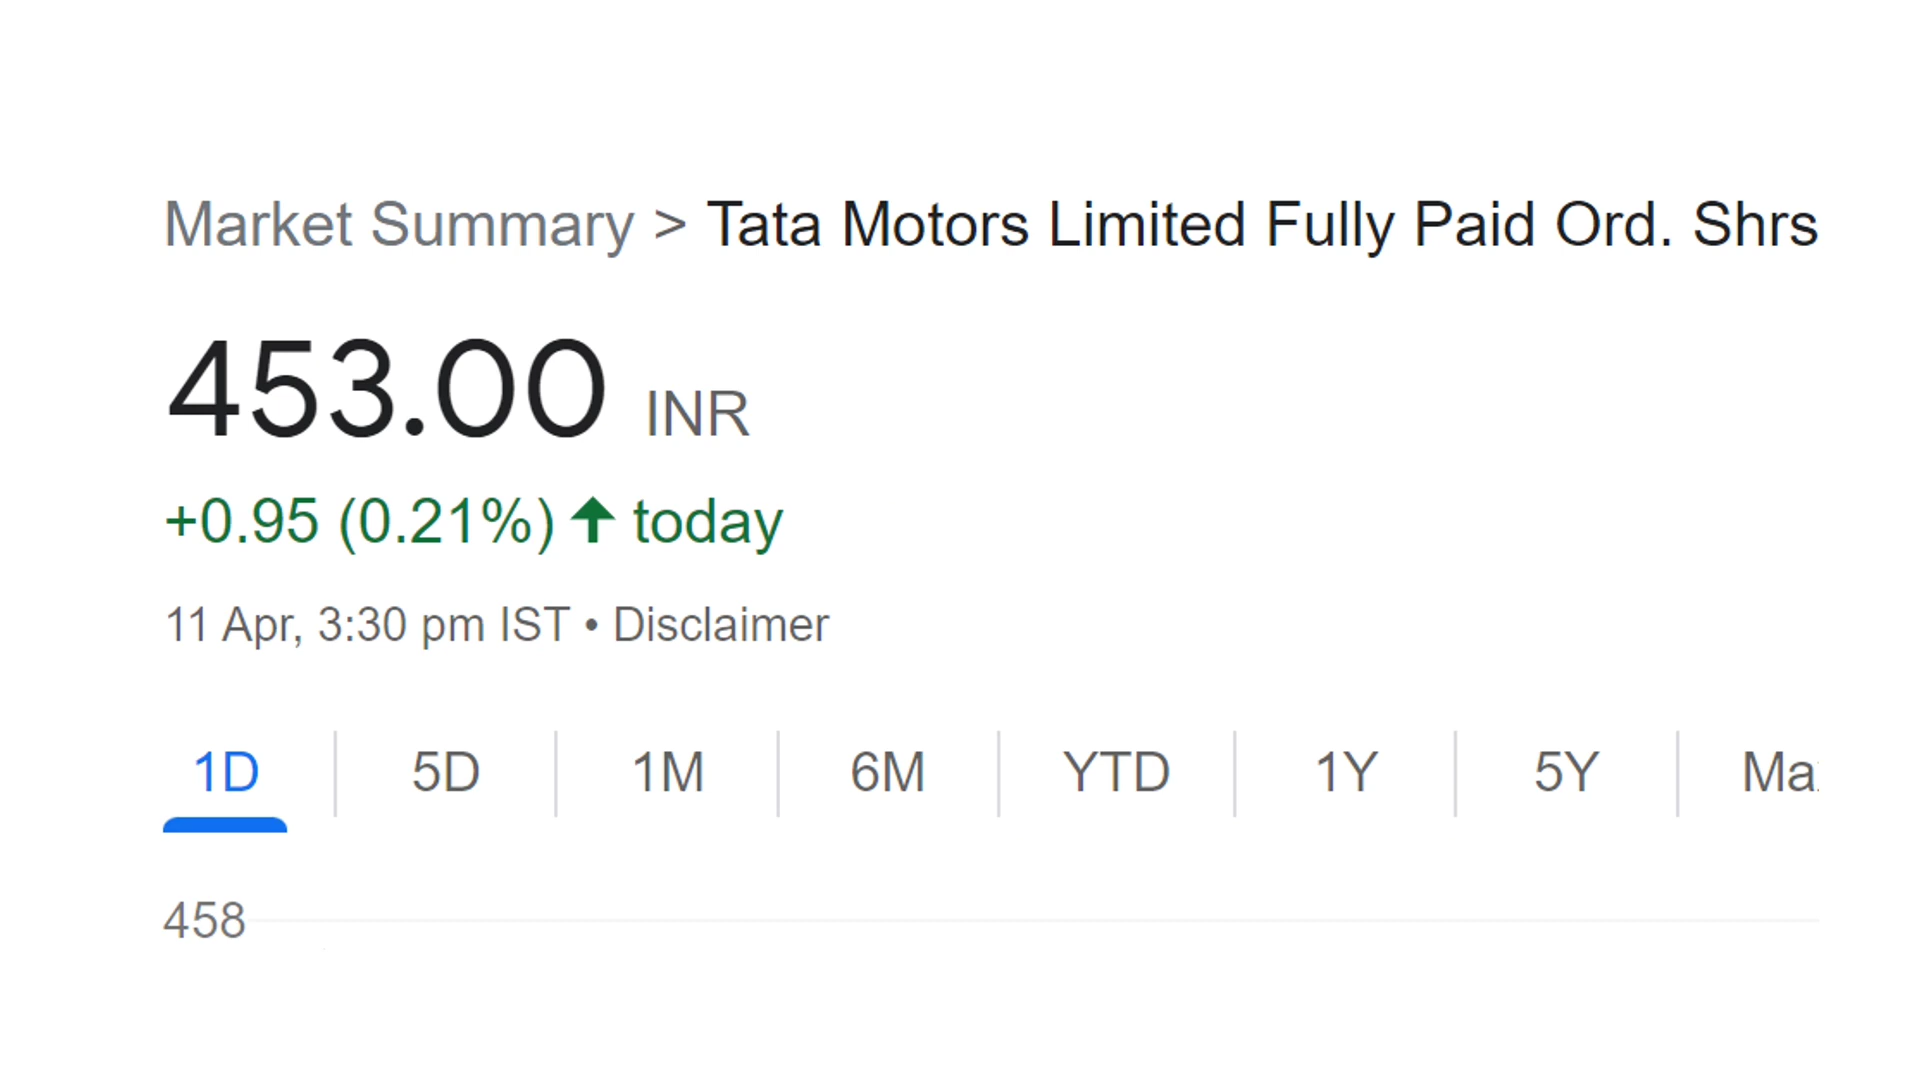 Market Summary > Tata Motors Limited Fully Paid Ord. Shrs
453.00 INR
+0.95 (0.21%) ↑ today
11 Apr, 3:30 pm IST • Disclaimer
1D 5D 1M 6M YTD 1Y 5Y Ma
458